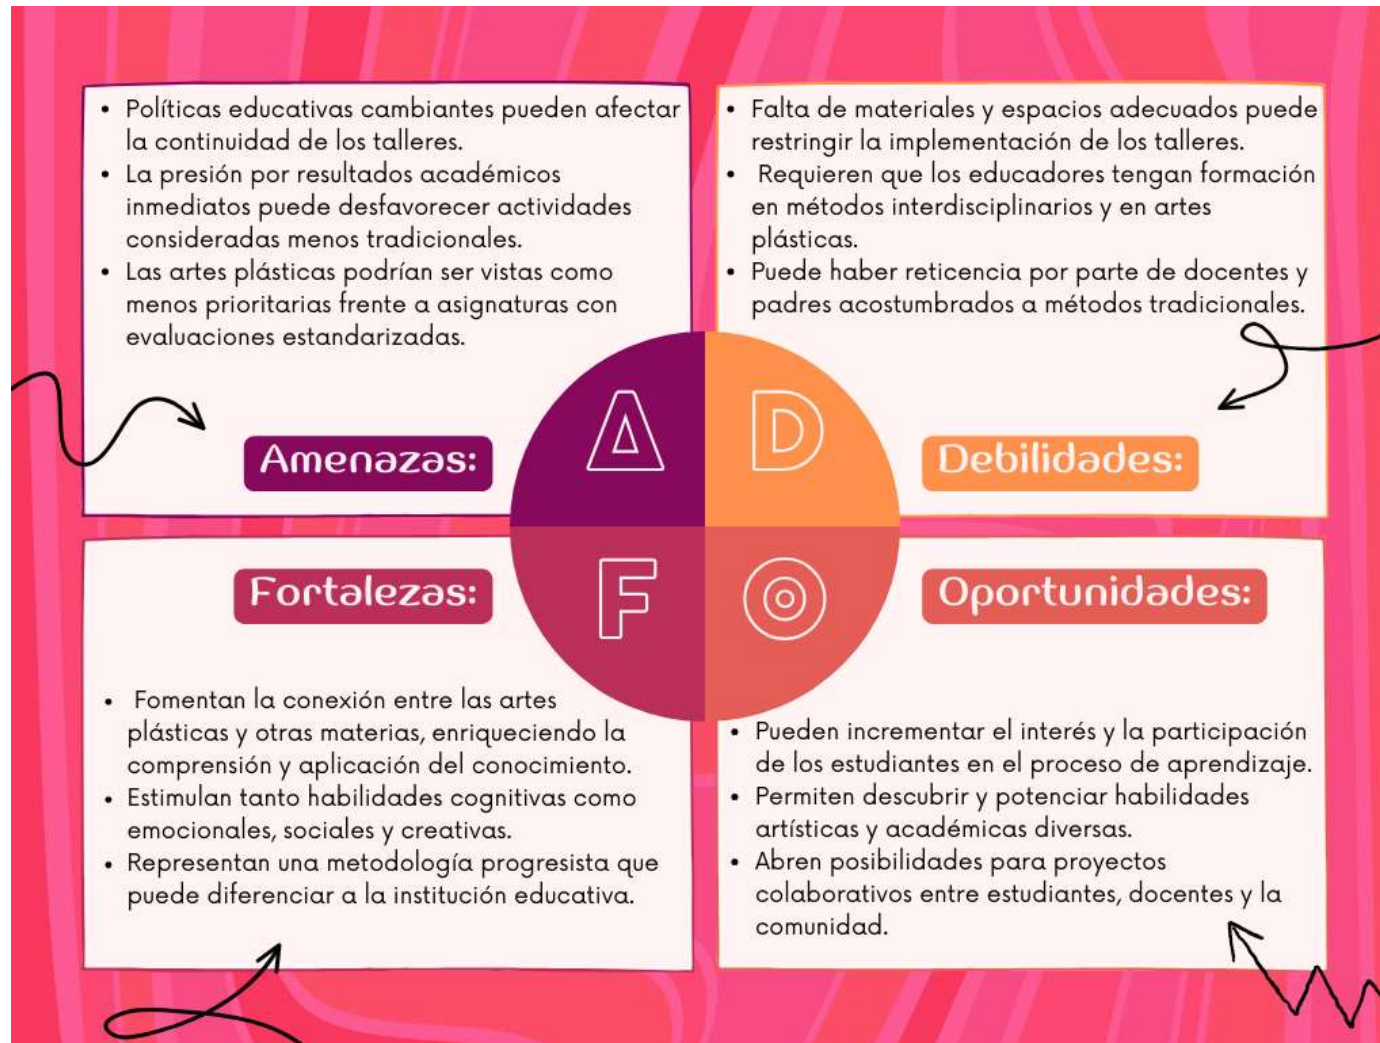 • Políticas educativas cambiantes pueden afectar
la continuidad de los talleres.
• La presión por resultados académicos
inmediatos puede desfavorecer actividades
consideradas menos tradicionales.
• Las artes plásticas podrían ser vistas como
menos prioritarias frente a asignaturas con
evaluaciones estandarizadas.
Amenazas:
A
• Falta de materiales y espacios adecuados puede
restringir la implementación de los talleres.
• Requieren que los educadores tengan formación
en métodos interdisciplinarios y en artes
plásticas.
• Puede haber reticencia por parte de docentes y
padres acostumbrados a métodos tradicionales.
D
Debilidades:
Fortalezas:
F
• Fomentan la conexión entre las artes
plásticas y otras materias, enriqueciendo la
comprensión y aplicación del conocimiento.
• Estimulan tanto habilidades cognitivas como
emocionales, sociales y creativas.
• Representan una metodología progresista que
puede diferenciar a la institución educativa.
O
Oportunidades:
• Pueden incrementar el interés y la participación
de los estudiantes en el proceso de aprendizaje.
• Permiten descubrir y potenciar habilidades
artísticas y académicas diversas.
• Abren posibilidades para proyectos
colaborativos entre estudiantes, docentes y la
comunidad.